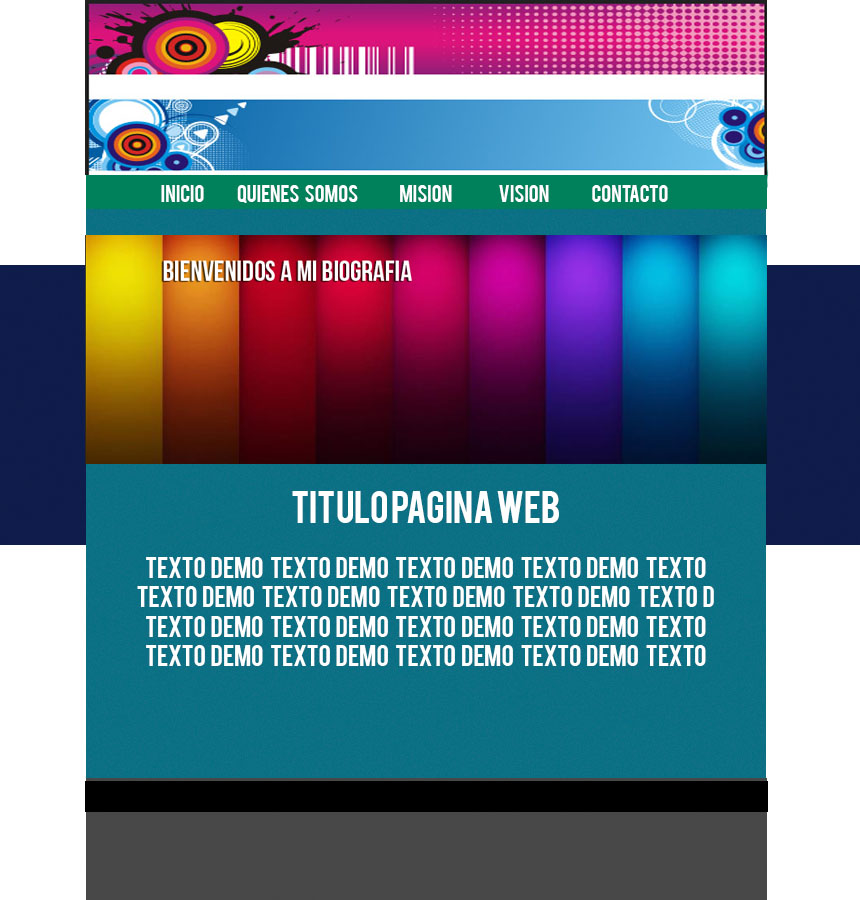 INICIO QUIENES SOMOS MISION VISION CONTACTO
BIENVENIDOS A MI BIOGRAFIA
TITULO PAGINA WEB
TEXTO DEMO TEXTO DEMO TEXTO DEMO TEXTO DEMO TEXTO
TEXTO DEMO TEXTO DEMO TEXTO DEMO TEXTO DEMO TEXTO D
TEXTO DEMO TEXTO DEMO TEXTO DEMO TEXTO DEMO TEXTO
TEXTO DEMO TEXTO DEMO TEXTO DEMO TEXTO DEMO TEXTO